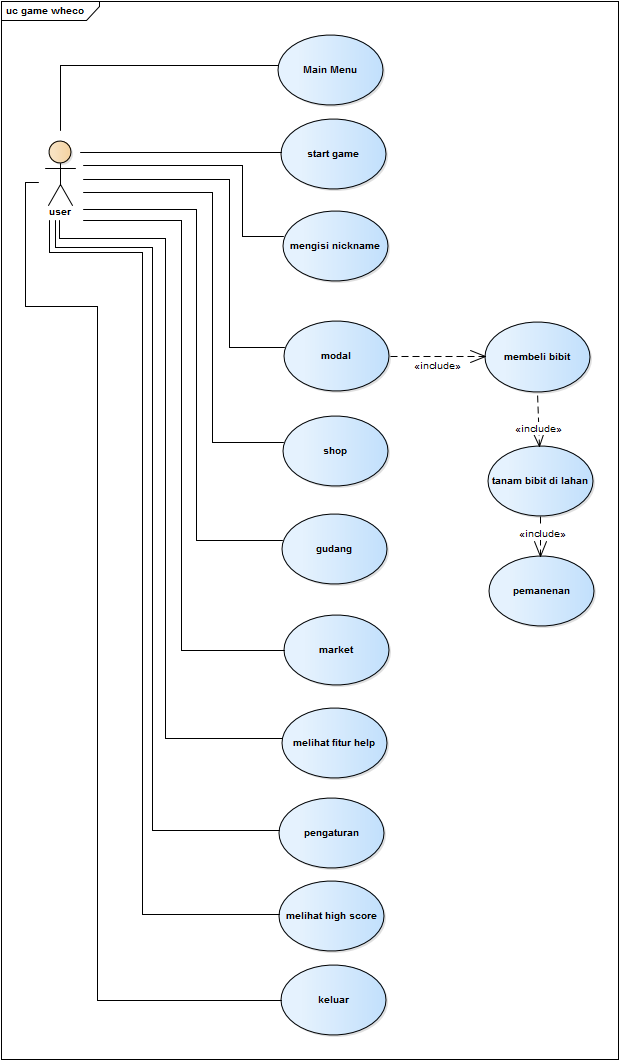 uc game wheco
Main Menu
start game
user
mengisi nickname
modal
«include»
membeli bibit
«include»
shop
tanam bibit di lahan
«include»
gudang
pemanenan
market
melihat fitur help
pengaturan
melihat high score
keluar